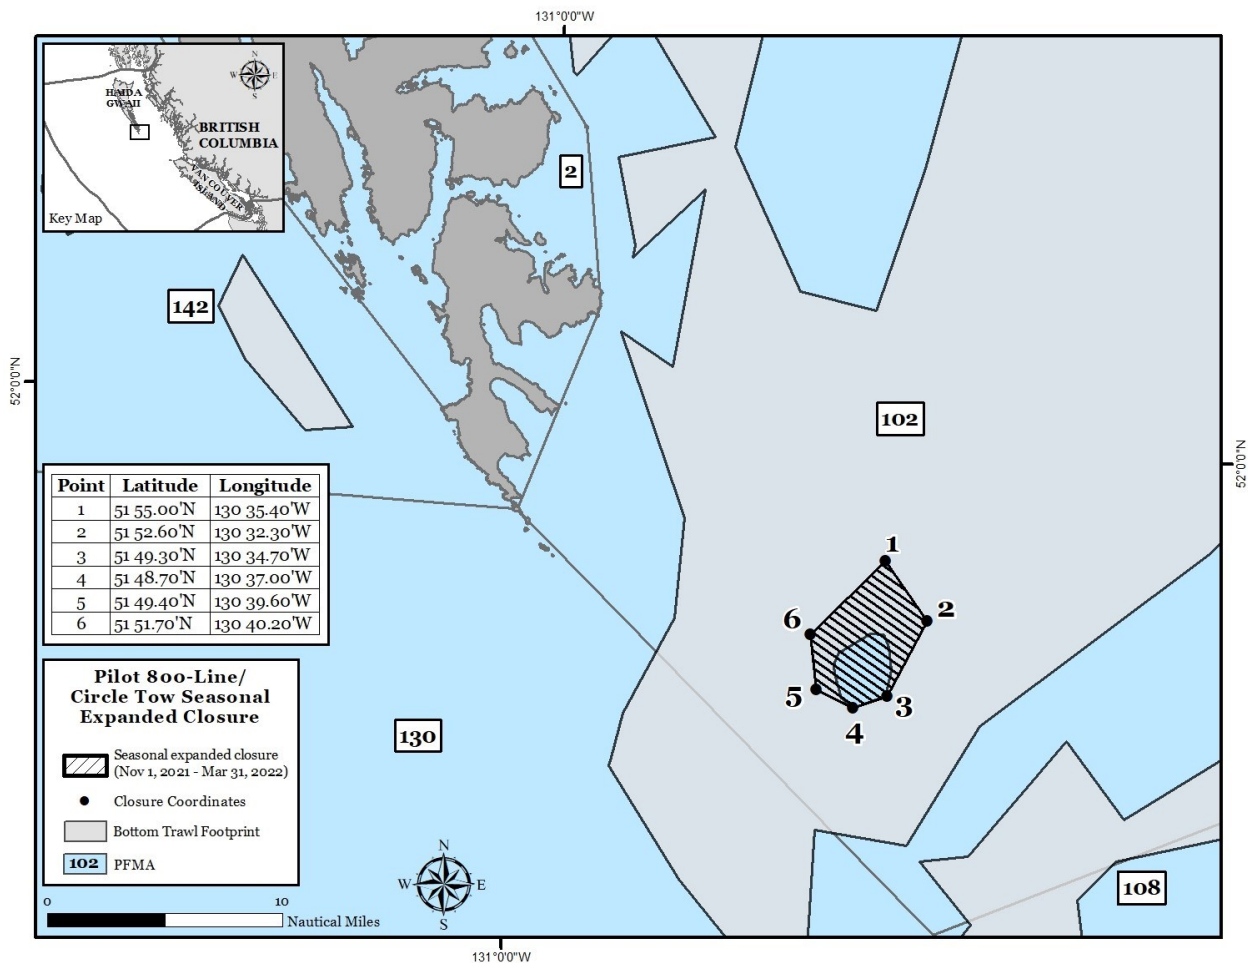 131°0'0"W
N
W E
S
HAIDA
GWAII
BRITISH
COLUMBIA
VANCOUVER
ISLAND
Key Map
2
142
52°0'0"N
102
52°0'0"N
Point Latitude Longitude
1 51 55.00'N 130 35.40'W
2 51 52.60'N 130 32.30'W
3 51 49.30'N 130 34.70'W
4 51 48.70'N 130 37.00'W
5 51 49.40'N 130 39.60'W
6 51 51.70'N 130 40.20'W
1
2
6
5
3
4
130
Pilot 800-Line/
Circle Tow Seasonal
Expanded Closure
Seasonal expanded closure
(Nov 1, 2021 - Mar 31, 2022)
Closure Coordinates
Bottom Trawl Footprint
102 PFMA
N
W E
S
108
0 10
Nautical Miles
131°0'0"W